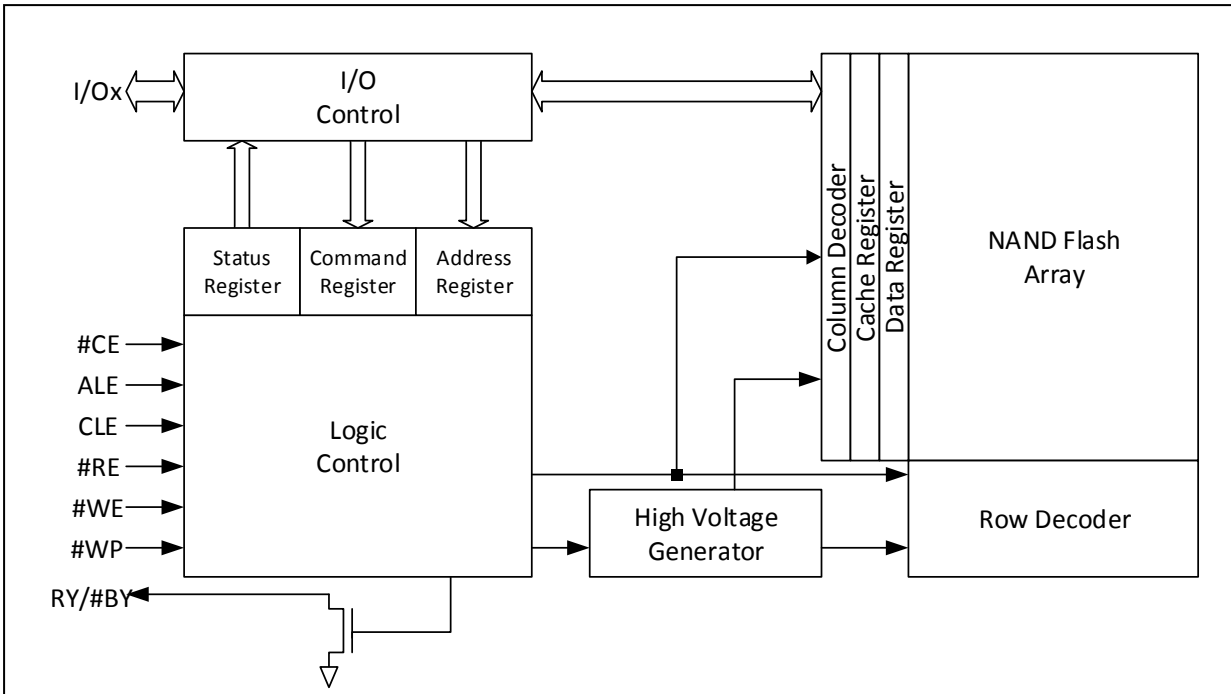 I/Ox
I/O
Control
Status
Register
Command
Register
Address
Register
#CE
ALE
CLE
#RE
#WE
#WP
RY/#BY
Logic
Control
High Voltage
Generator
Column Decoder
Cache Register
Data Register
NAND Flash
Array
Row Decoder